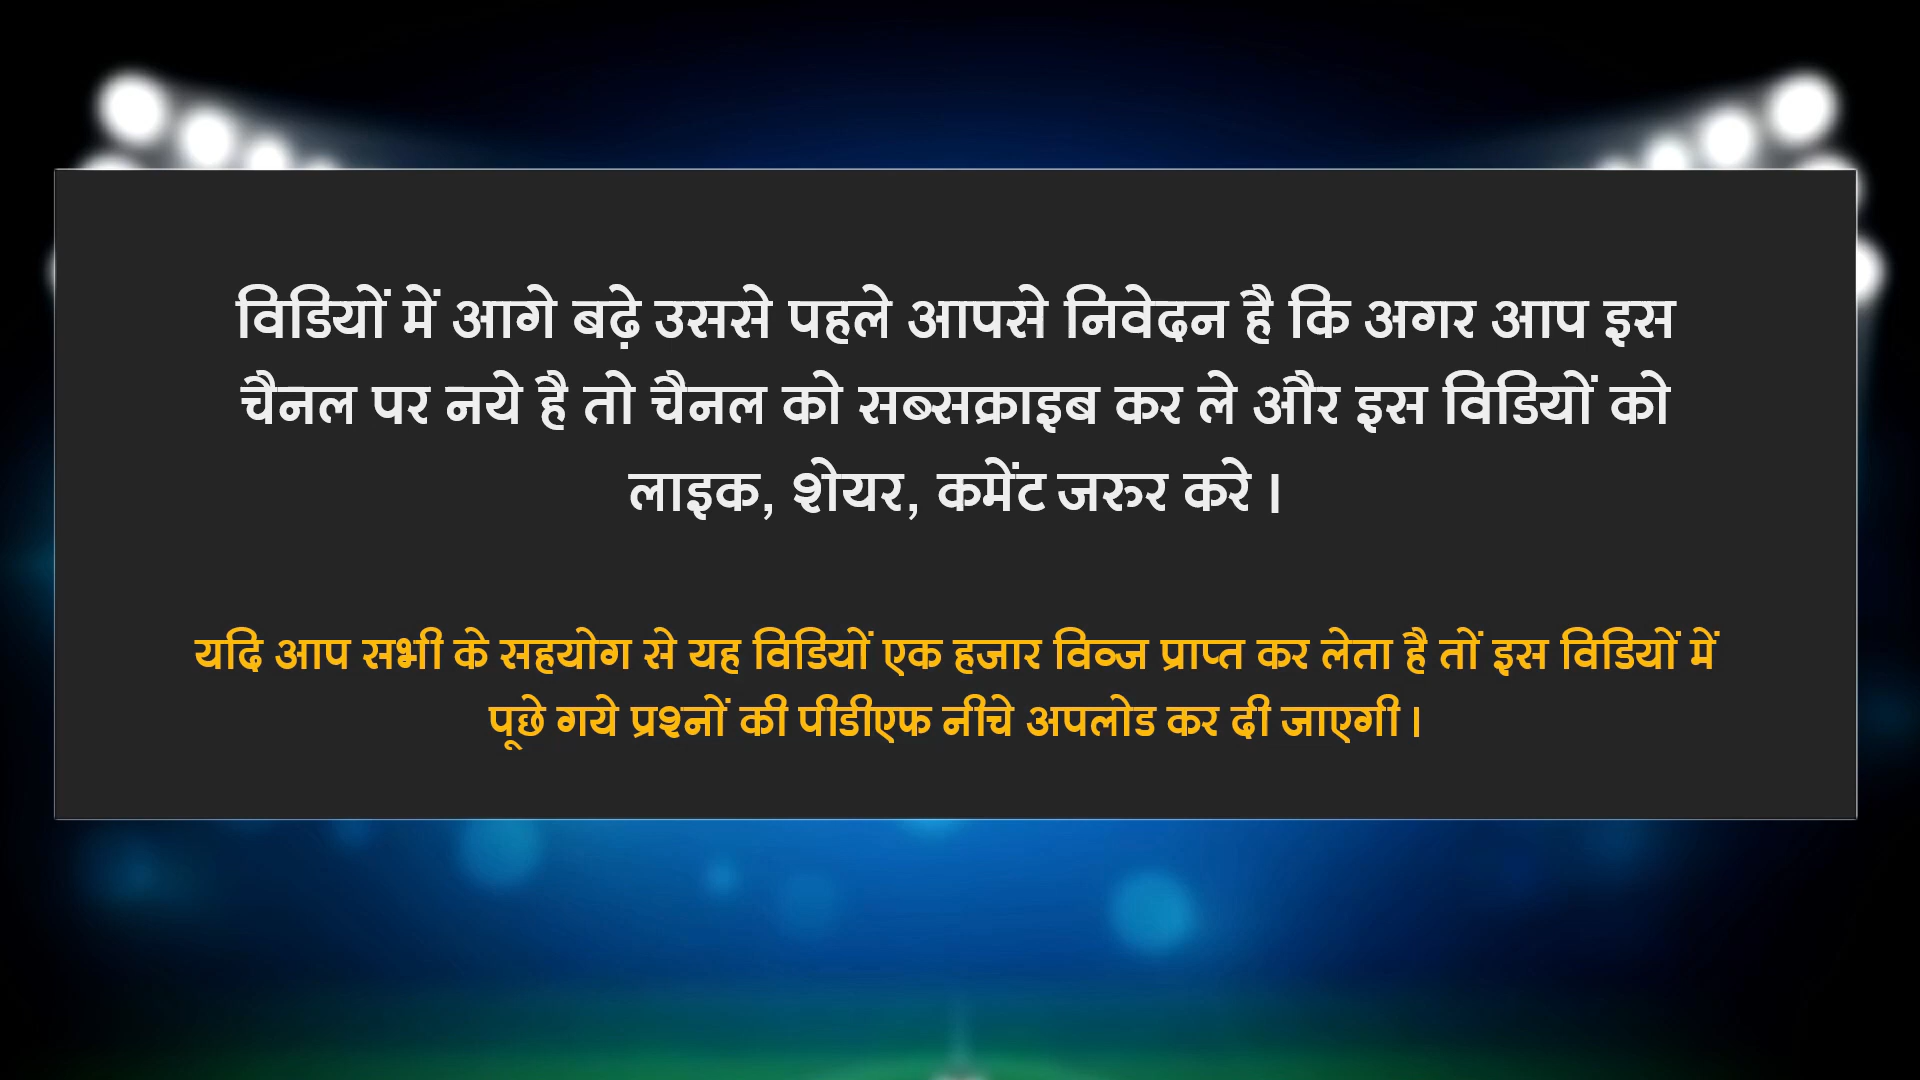 विडियों में आगे बढ़े उससे पहले आपसे निवेदन है कि अगर आप इस
चैनल पर नये है तो चैनल को सब्सक्राइब कर ले और इस विडियों को
लाइक, शेयर, कमेंट जरुर करे ।
यदि आप सभी के सहयोग से यह विडियों एक हजार विव्ज प्राप्त कर लेता है तों इस विडियों में
पूछे गये प्रश्नों की पीडीएफ नीचे अपलोड कर दी जाएगी ।